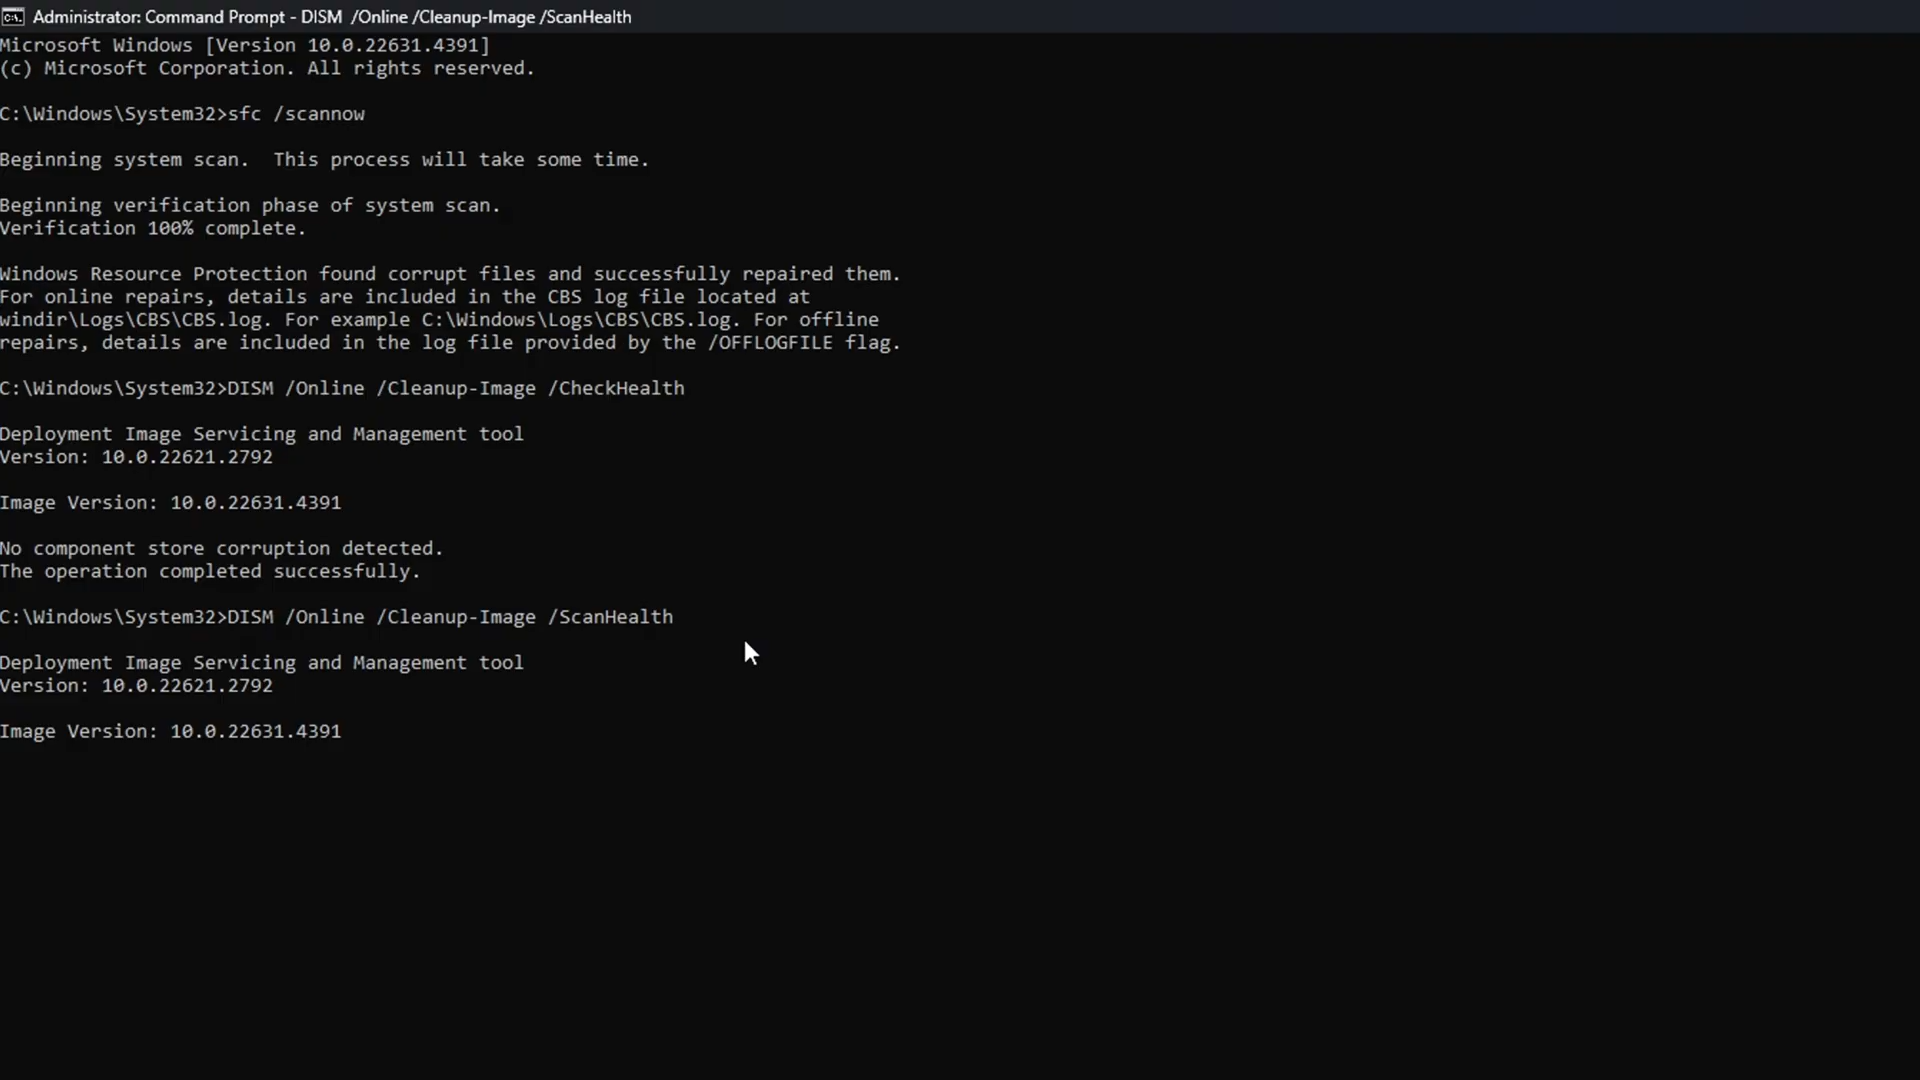 Administrator: Command Prompt - DISM  /Online /Cleanup-Image /ScanHealth
Microsoft Windows [Version 10.0.22631.4391]
(c) Microsoft Corporation. All rights reserved.
C:\Windows\System32>sfc /scannow
Beginning system scan.  This process will take some time.
Beginning verification phase of system scan.
Verification 100% complete.
Windows Resource Protection found corrupt files and successfully repaired them.
For online repairs, details are included in the CBS log file located at
windir\Logs\CBS\CBS.log. For example C:\Windows\Logs\CBS\CBS.log. For offline
repairs, details are included in the log file provided by the /OFFLOGFILE flag.
C:\Windows\System32>DISM /Online /Cleanup-Image /CheckHealth
Deployment Image Servicing and Management tool
Version: 10.0.22621.2792
Image Version: 10.0.22631.4391
No component store corruption detected.
The operation completed successfully.
C:\Windows\System32>DISM /Online /Cleanup-Image /ScanHealth
Deployment Image Servicing and Management tool
Version: 10.0.22621.2792
Image Version: 10.0.22631.4391